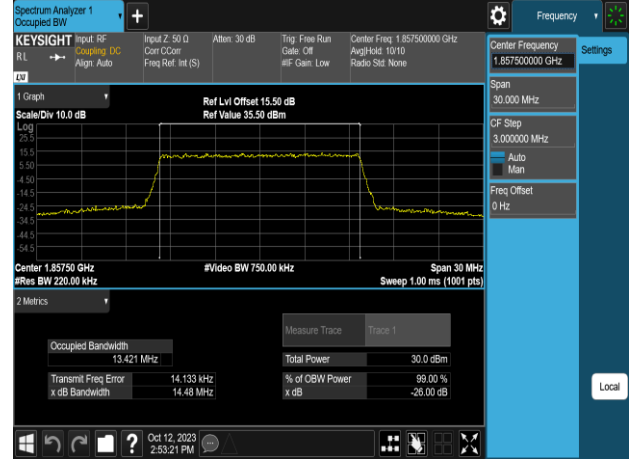 Spectrum Analyzer 1
Occupied BW
+
Frequency
KEYSIGHT
RL
LXI
Input: RF
Coupling: DC
Align: Auto
Input Z: 50 Ω
Corr CCorr
Freq Ref: Int (S)
Atten: 30 dB
Trig: Free Run
Gate: Off
#IF Gain: Low
Center Freq: 1.857500000 GHz
Avg|Hold: 10/10
Radio Std: None
Center Frequency
1.857500000 GHz
Settings
Span
30.000 MHz
CF Step
3.000000 MHz
Auto
Man
Freq Offset
0 Hz
Local
1 Graph
Scale/Div 10.0 dB
Ref Lvl Offset 15.50 dB
Ref Value 35.50 dBm
Log
25.5
15.5
5.50
-4.50
-14.5
-24.5
-34.5
-44.5
-54.5
Center 1.85750 GHz
#Video BW 750.00 kHz
Span 30 MHz
#Res BW 220.00 kHz
Sweep 1.00 ms (1001 pts)
2 Metrics
Measure Trace
Trace 1
Occupied Bandwidth
13.421 MHz
Total Power
30.0 dBm
Transmit Freq Error
14.133 kHz
% of OBW Power
99.00 %
x dB Bandwidth
14.48 MHz
x dB
-26.00 dB
?
Oct 12, 2023
2:53:21 PM